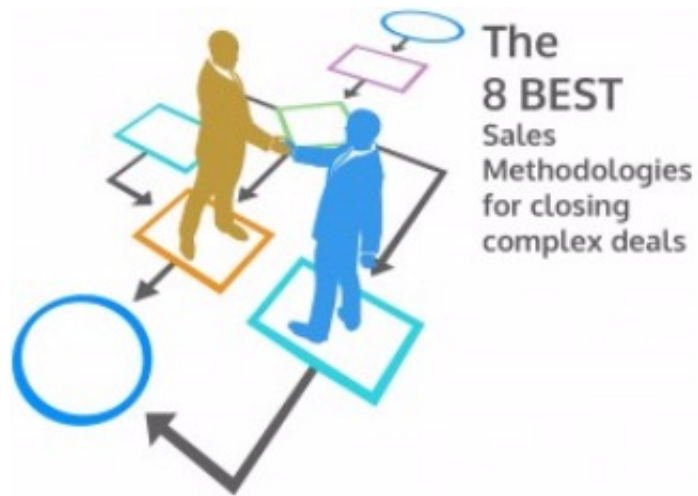 The
8 BEST
Sales
Methodologies
for closing
complex deals